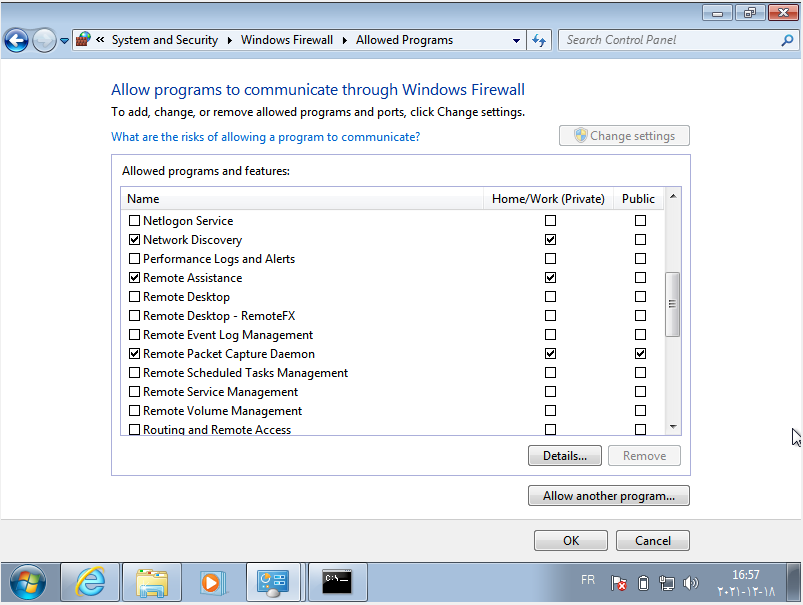 « System and Security ▸ Windows Firewall ▸ Allowed Programs
Search Control Panel
Allow programs to communicate through Windows Firewall
To add, change, or remove allowed programs and ports, click Change settings.
What are the risks of allowing a program to communicate?
Change settings
Allowed programs and features:
Name Home/Work (Private) Public
Netlogon Service
Network Discovery
Performance Logs and Alerts
Remote Assistance
Remote Desktop
Remote Desktop - RemoteFX
Remote Event Log Management
Remote Packet Capture Daemon
Remote Scheduled Tasks Management
Remote Service Management
Remote Volume Management
Routing and Remote Access
Details... Remove
Allow another program...
OK Cancel
C:\_
FR
16:57
٢٠٢١-١٢-١٨